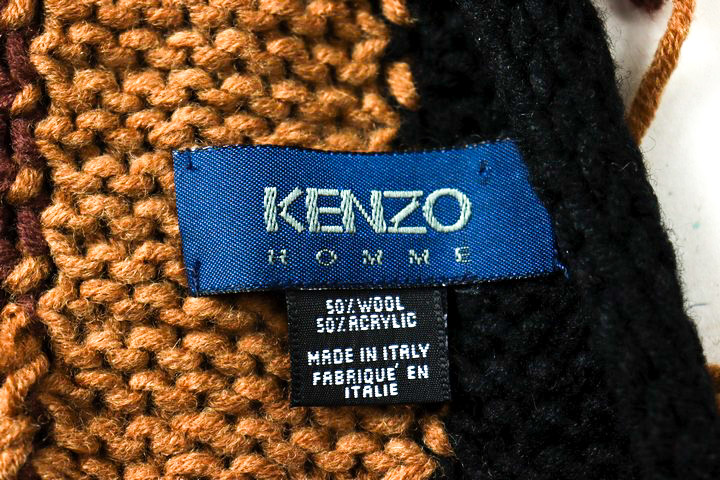 KENZO
HOMME
50% WOOL
50% ACRYLIC
MADE IN ITALY
FABRIQUÉ EN
ITALIE